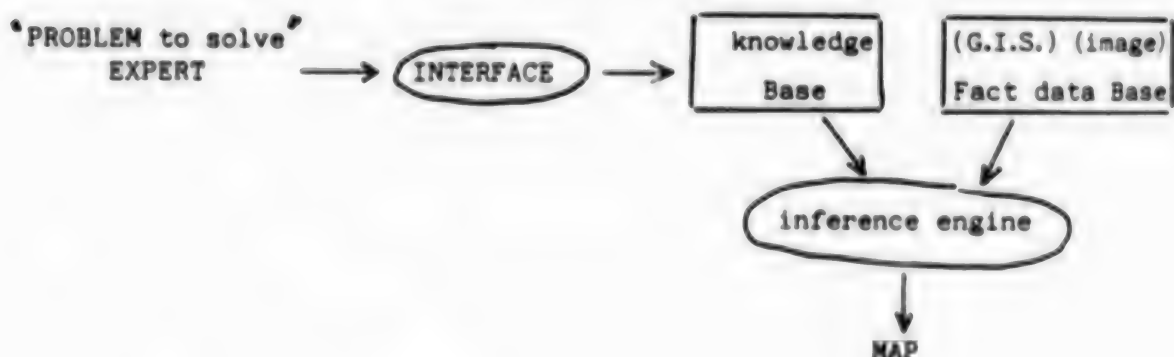 "PROBLEM to solve"
EXPERT
INTERFACE
knowledge
Base
(G.I.S.) (image)
Fact data Base
inference engine
MAP